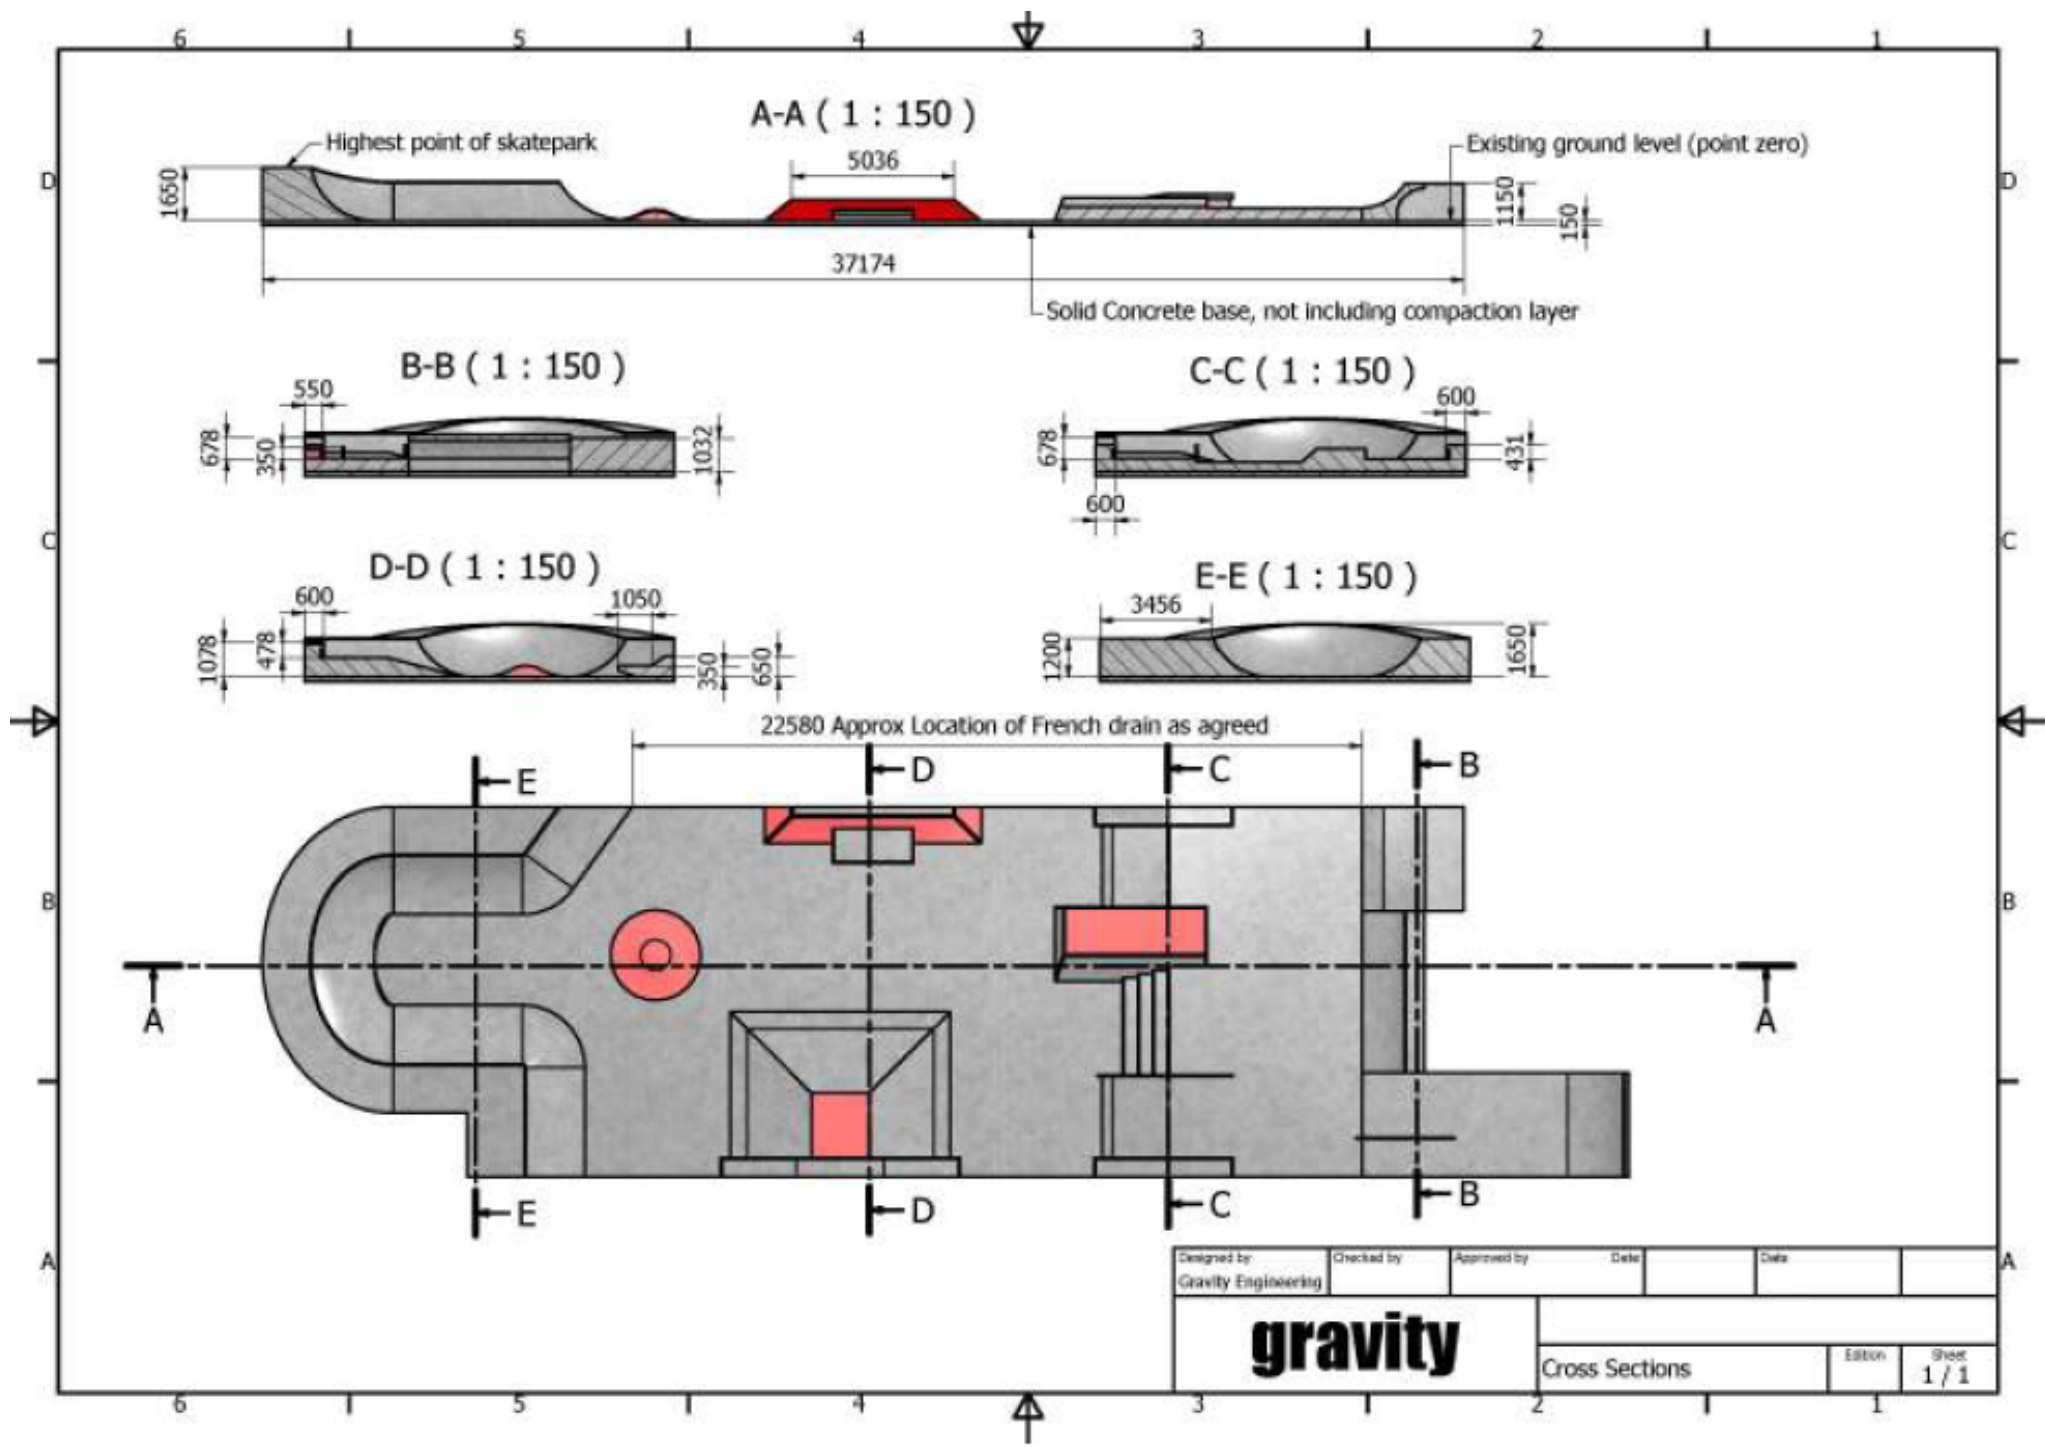 6 5 4 3 2 1
A-A ( 1 : 150 )
Highest point of skatepark
5036
Existing ground level (point zero)
D
D
1650
1150
150
37174
Solid Concrete base, not including compaction layer
B-B ( 1 : 150 )
C-C ( 1 : 150 )
550
678
350
1032
600
678
431
600
C
C
D-D ( 1 : 150 )
E-E ( 1 : 150 )
600
1050
1078
478
350
650
3456
1200
1650
22580 Approx Location of French drain as agreed
E
D
C
B
B
B
A
A
E
D
C
B
A
A
Designed by
Gravity Engineering
Checked by
Approved by
Date
Date
gravity
Cross Sections
Edition
Sheet
1 / 1
6 5 4 3 2 1